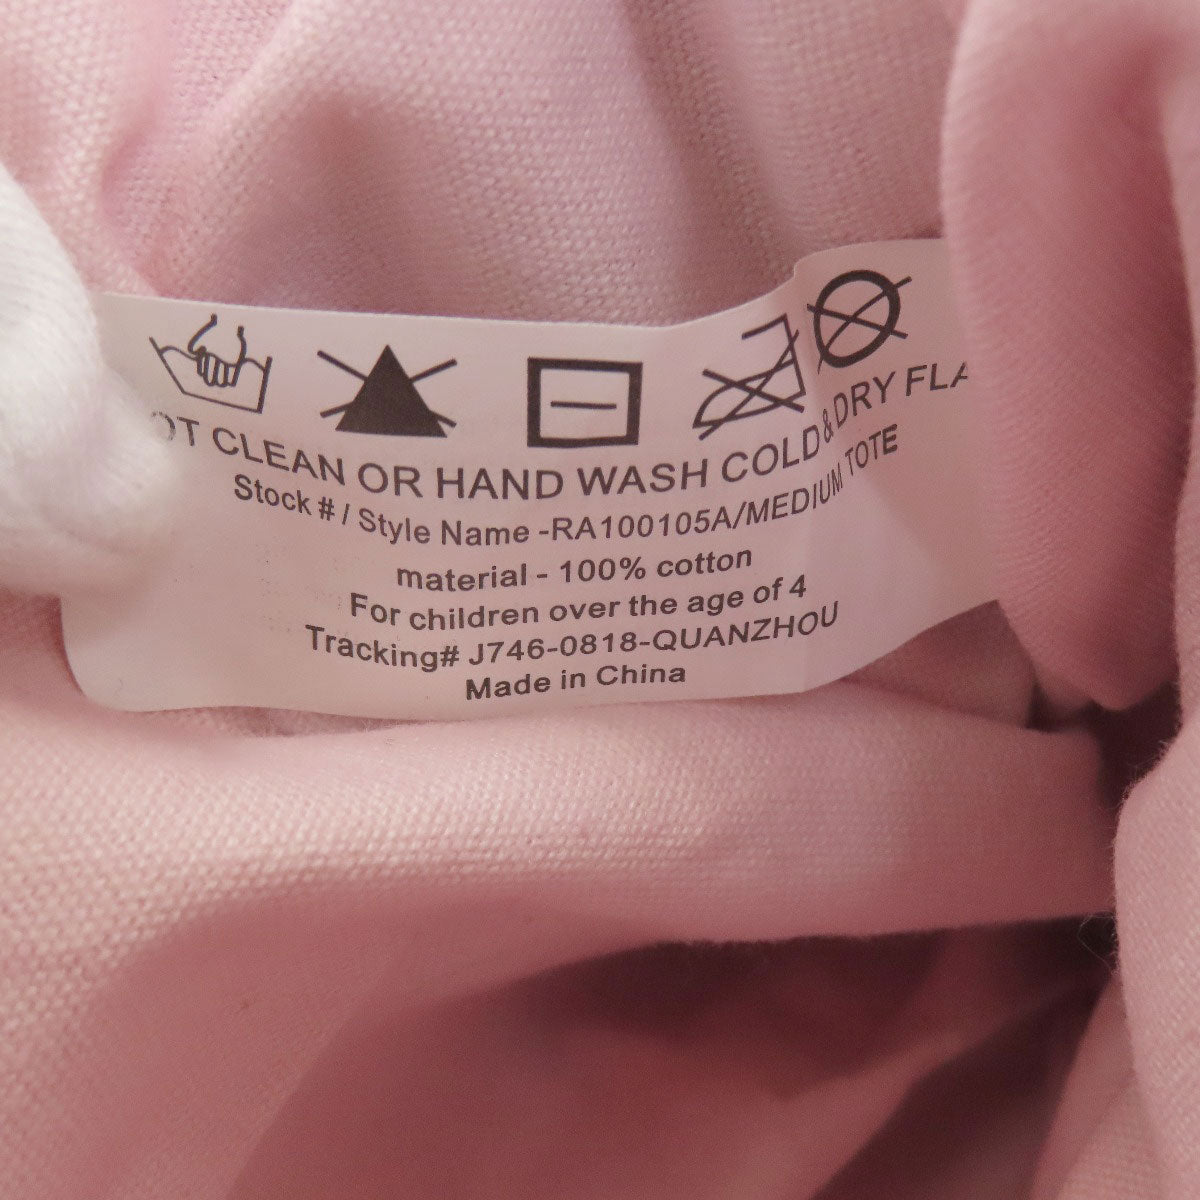 OT CLEAN OR HAND WASH COLD & DRY FLA
Stock # / Style Name -RA100105A/MEDIUM TOTE
material - 100% cotton
For children over the age of 4
Tracking# J746-0818-QUANZHOU
Made in China